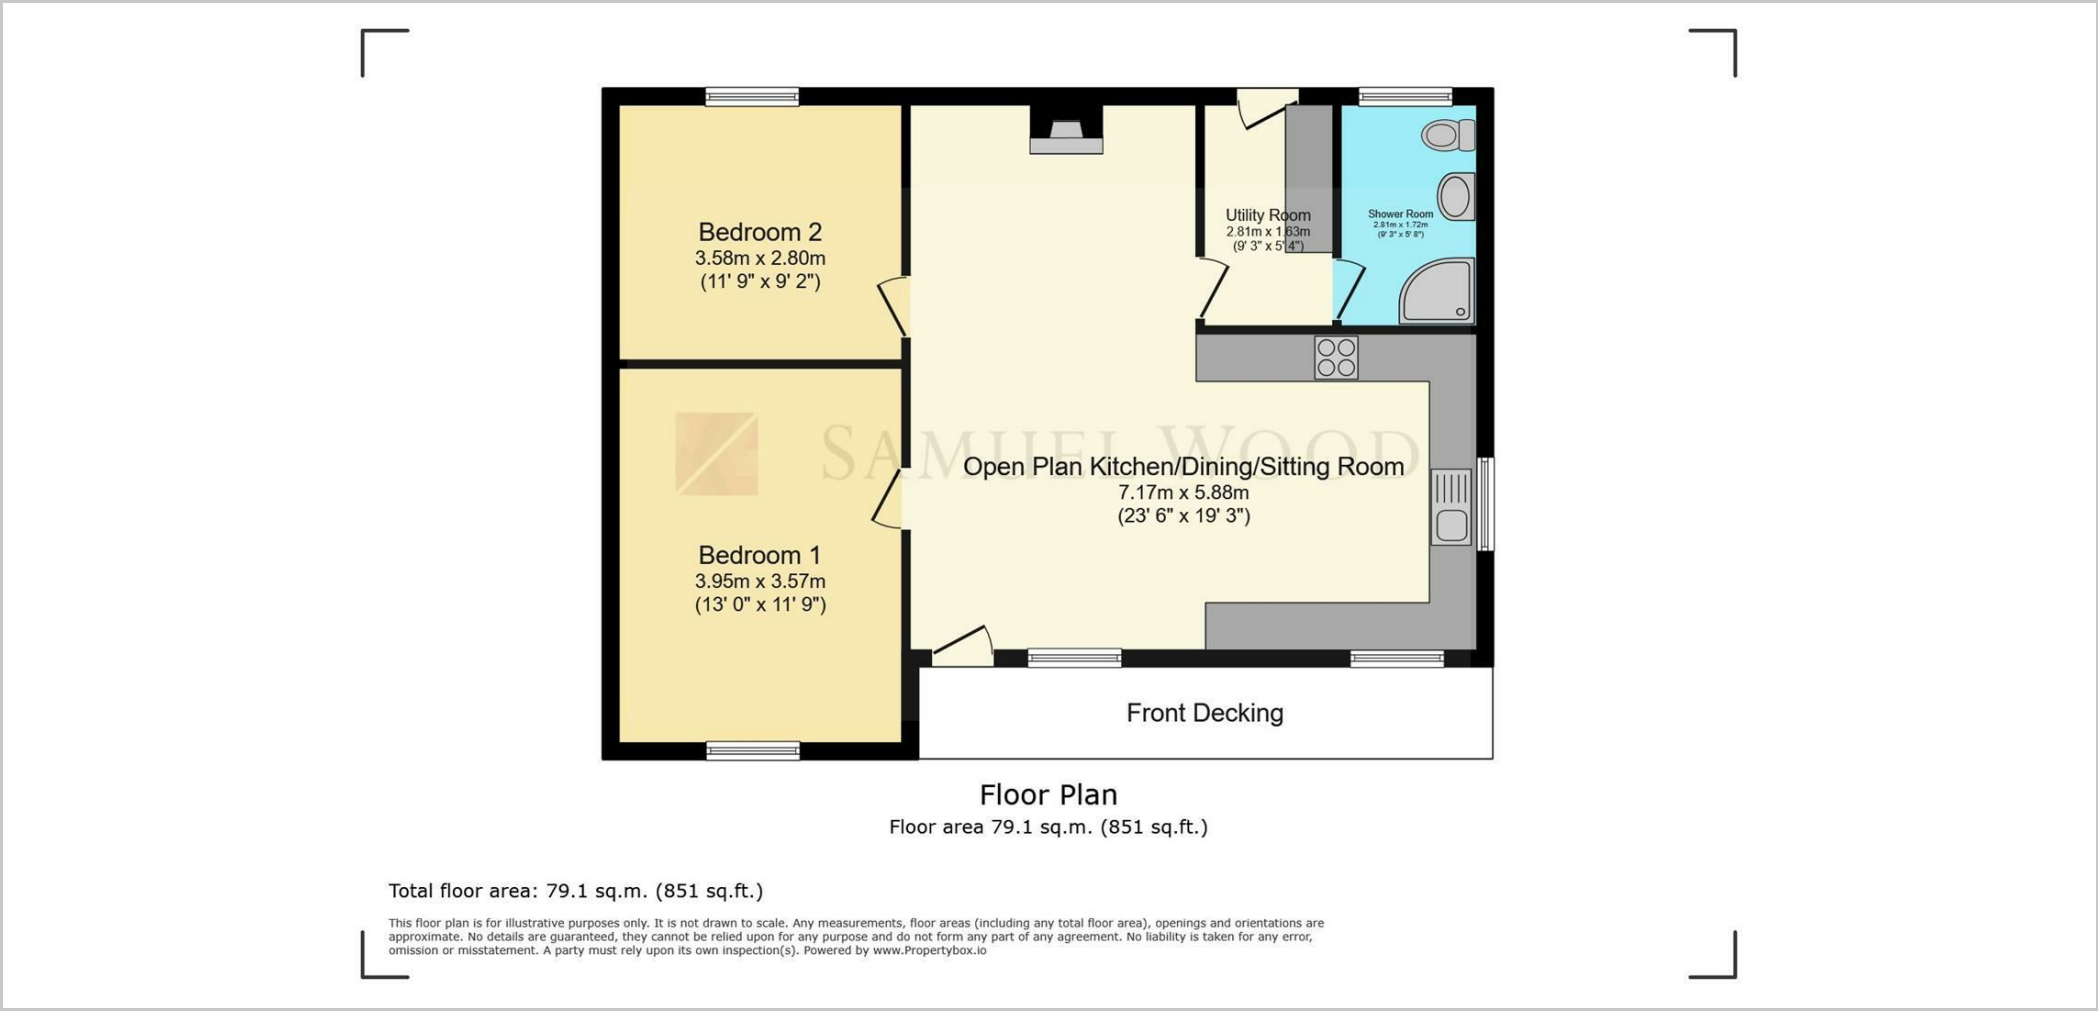 Bedroom 2
3.58m x 2.80m
(11' 9" x 9' 2")
Utility Room
2.81m x 1.63m
(9' 3" x 5' 4")
Shower Room
2.81m x 1.72m
(9' 3" x 5' 8")
SAMUEL WOOD
Open Plan Kitchen/Dining/Sitting Room
7.17m x 5.88m
(23' 6" x 19' 3")
Bedroom 1
3.95m x 3.57m
(13' 0" x 11' 9")
Front Decking
Floor Plan
Floor area 79.1 sq.m. (851 sq.ft.)
Total floor area: 79.1 sq.m. (851 sq.ft.)
This floor plan is for illustrative purposes only. It is not drawn to scale. Any measurements, floor areas (including any total floor area), openings and orientations are
approximate. No details are guaranteed, they cannot be relied upon for any purpose and do not form any part of any agreement. No liability is taken for any error,
omission or misstatement. A party must rely upon its own inspection(s). Powered by www.Propertybox.io